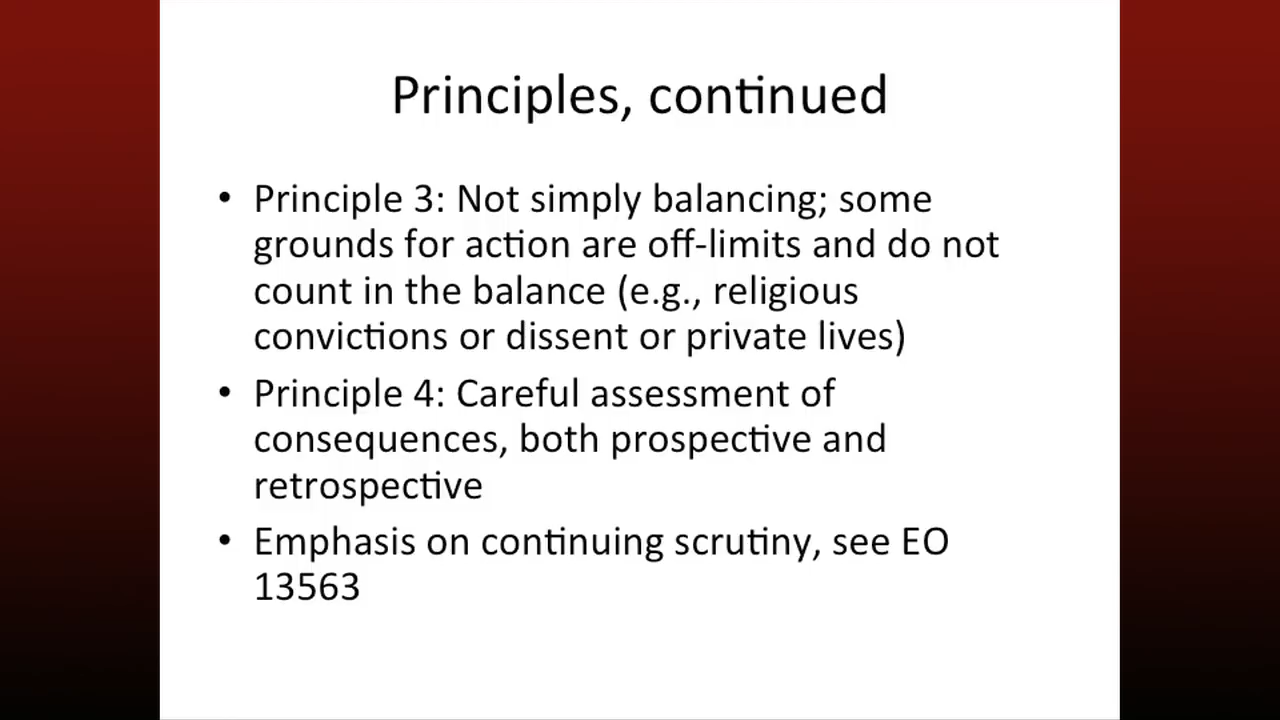 Principles, continued
• Principle 3: Not simply balancing; some
grounds for action are off-limits and do not
count in the balance (e.g., religious
convictions or dissent or private lives)
• Principle 4: Careful assessment of
consequences, both prospective and
retrospective
• Emphasis on continuing scrutiny, see EO
13563